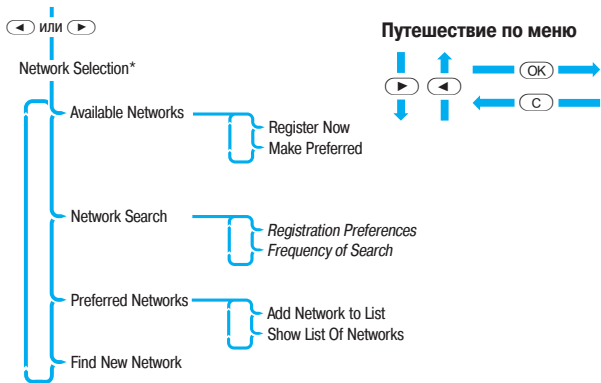 ◄ или ►
Путешествие по меню
► ◄ OK
C
Network Selection*
Available Networks
Register Now
Make Preferred
Network Search
Registration Preferences
Frequency of Search
Preferred Networks
Add Network to List
Show List Of Networks
Find New Network